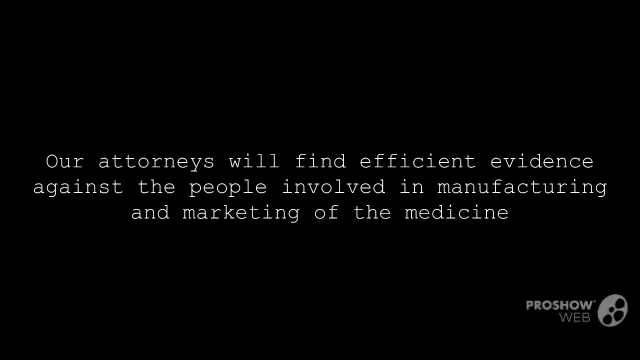 Our attorneys will find efficient evidence
against the people involved in manufacturing
and marketing of the medicine
PROSHOW
WEB